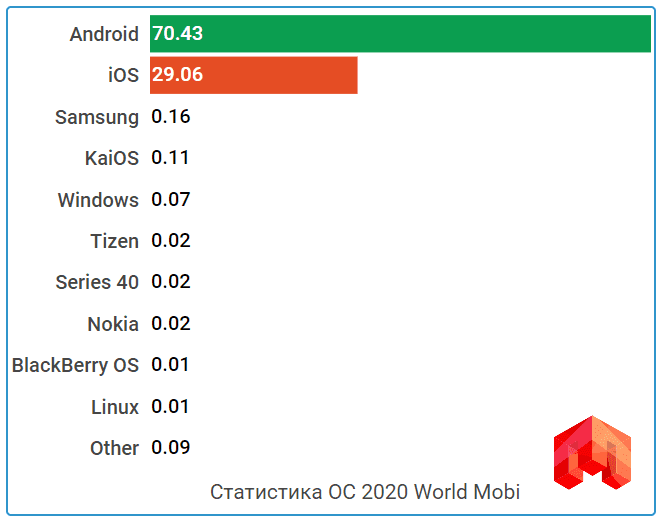 Android 70.43
iOS 29.06
Samsung 0.16
KaiOS 0.11
Windows 0.07
Tizen 0.02
Series 40 0.02
Nokia 0.02
BlackBerry OS 0.01
Linux 0.01
Other 0.09
Статистика ОС 2020 World Mobi